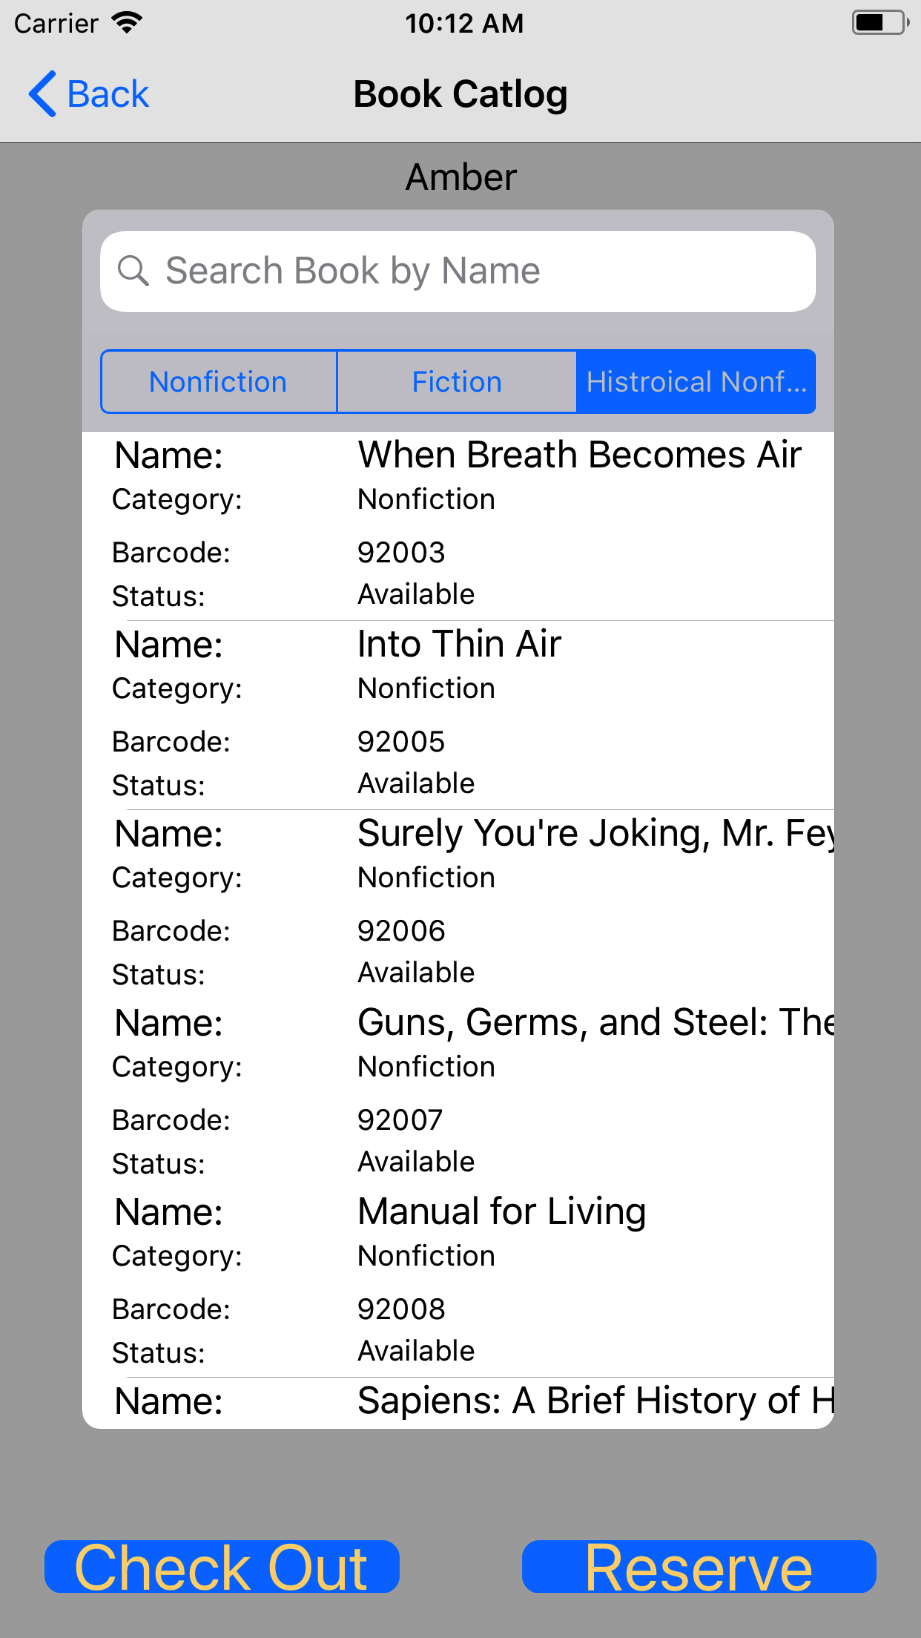 Carrier 10:12 AM
Back Book Catlog
Amber
Search Book by Name
Nonfiction Fiction Histroical Nonf...
Name: When Breath Becomes Air
Category: Nonfiction
Barcode: 92003
Status: Available
Name: Into Thin Air
Category: Nonfiction
Barcode: 92005
Status: Available
Name: Surely You're Joking, Mr. Fey
Category: Nonfiction
Barcode: 92006
Status: Available
Name: Guns, Germs, and Steel: The
Category: Nonfiction
Barcode: 92007
Status: Available
Name: Manual for Living
Category: Nonfiction
Barcode: 92008
Status: Available
Name: Sapiens: A Brief History of H
Check Out Reserve